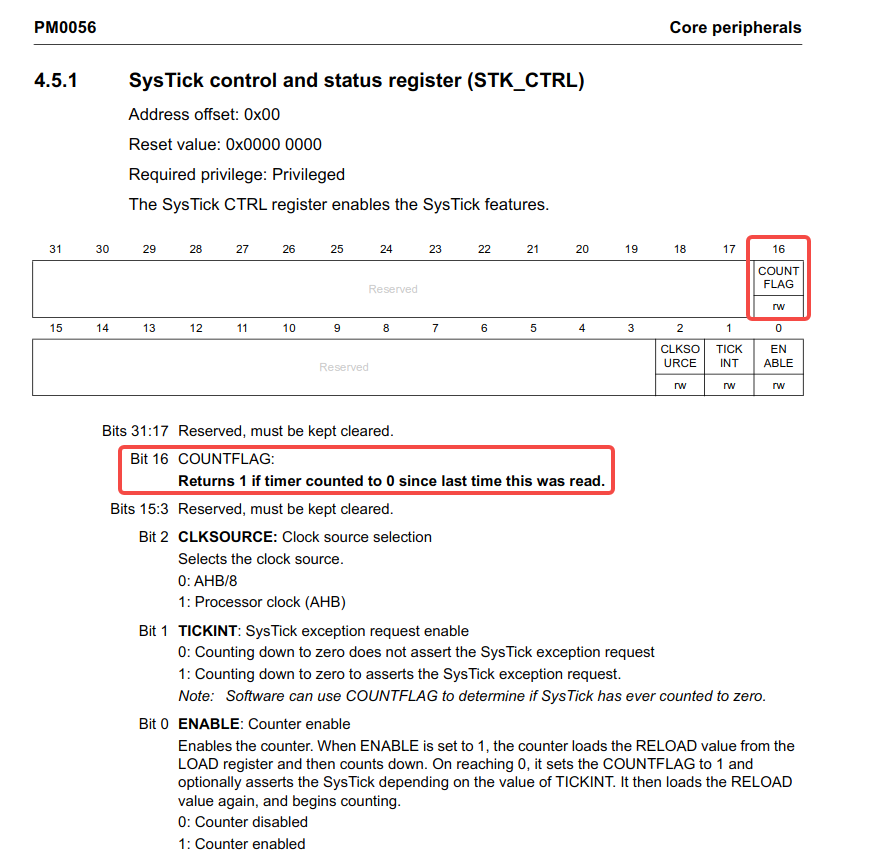 PM0056 Core peripherals
4.5.1 SysTick control and status register (STK_CTRL)
Address offset: 0x00
Reset value: 0x0000 0000
Required privilege: Privileged
The SysTick CTRL register enables the SysTick features.
31 30 29 28 27 26 25 24 23 22 21 20 19 18 17 16
Reserved
COUNT
FLAG
rw
15 14 13 12 11 10 9 8 7 6 5 4 3 2 1 0
Reserved
CLKSO
URCE
TICK
INT
EN
ABLE
rw rw rw
Bits 31:17 Reserved, must be kept cleared.
Bit 16 COUNTFLAG:
Returns 1 if timer counted to 0 since last time this was read.
Bits 15:3 Reserved, must be kept cleared.
Bit 2 CLKSOURCE: Clock source selection
Selects the clock source.
0: AHB/8
1: Processor clock (AHB)
Bit 1 TICKINT: SysTick exception request enable
0: Counting down to zero does not assert the SysTick exception request
1: Counting down to zero to asserts the SysTick exception request.
Note: Software can use COUNTFLAG to determine if SysTick has ever counted to zero.
Bit 0 ENABLE: Counter enable
Enables the counter. When ENABLE is set to 1, the counter loads the RELOAD value from the
LOAD register and then counts down. On reaching 0, it sets the COUNTFLAG to 1 and
optionally asserts the SysTick depending on the value of TICKINT. It then loads the RELOAD
value again, and begins counting.
0: Counter disabled
1: Counter enabled